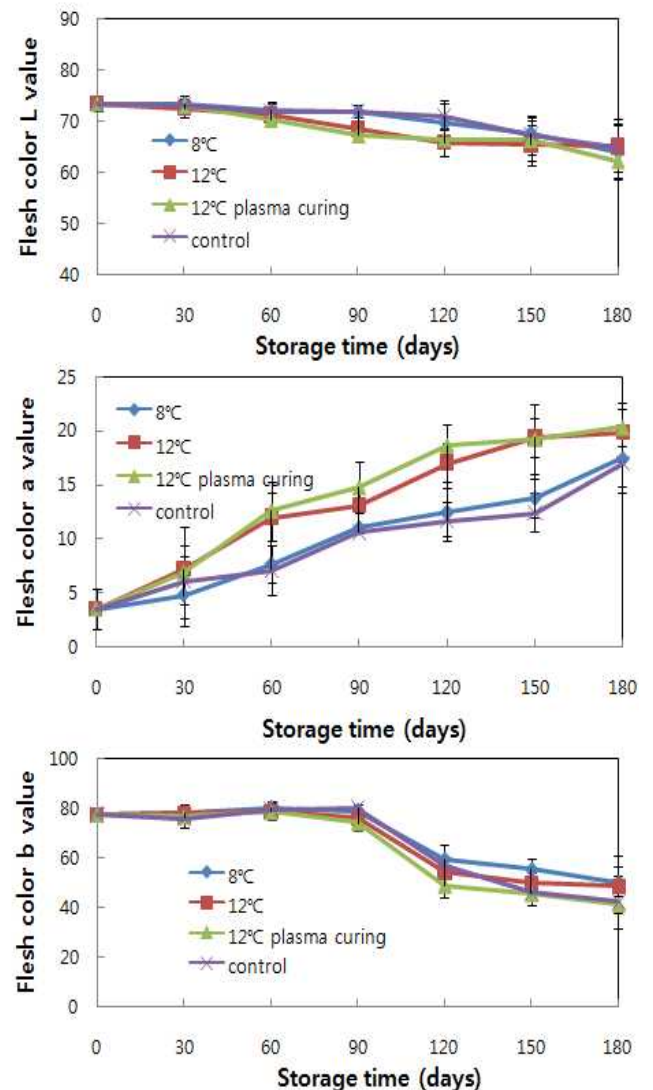 90
80
70
60
50
40
Flesh color L value
8℃
12℃
12℃ plasma curing
control
0 30 60 90 120 150 180
Storage time (days)
25
20
15
10
5
0
Flesh color a valure
8℃
12℃
12℃ plasma curing
control
0 30 60 90 120 150 180
Storage time (days)
100
80
60
40
20
0
Flesh color b value
8℃
12℃
12℃ plasma curing
control
0 30 60 90 120 150 180
Storage time (days)